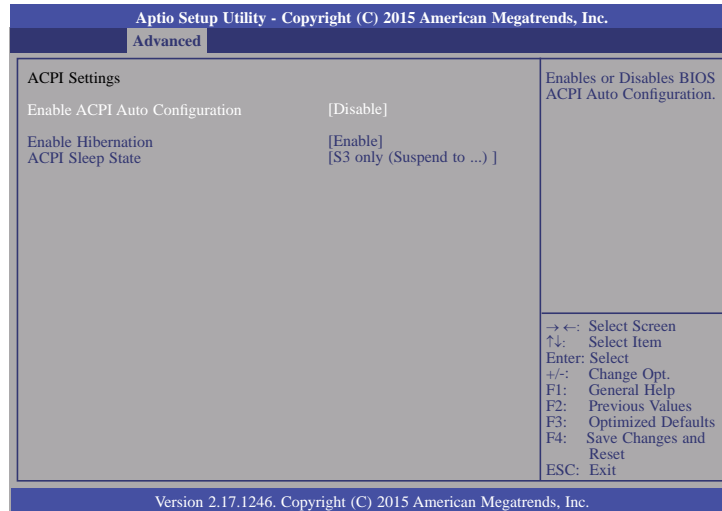 Aptio Setup Utility - Copyright (C) 2015 American Megatrends, Inc.
Advanced
ACPI Settings
Enable ACPI Auto Configuration [Disable]
Enable Hibernation [Enable]
ACPI Sleep State [S3 only (Suspend to ...) ]
Enables or Disables BIOS
ACPI Auto Configuration.
→ ←: Select Screen
↑↓: Select Item
Enter: Select
+/-: Change Opt.
F1: General Help
F2: Previous Values
F3: Optimized Defaults
F4: Save Changes and
Reset
ESC: Exit
Version 2.17.1246. Copyright (C) 2015 American Megatrends, Inc.